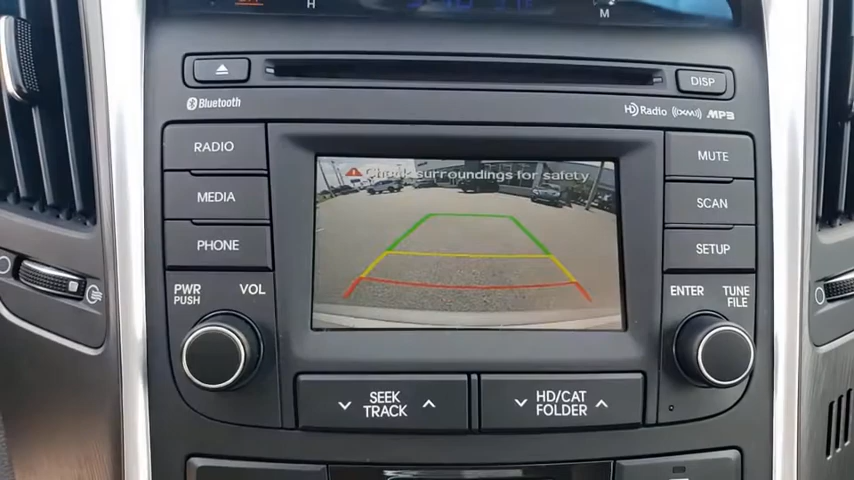 H
M
DISP
Bluetooth
HD Radio
((XM))
MP3
RADIO
MEDIA
PHONE
Check surroundings for safety
MUTE
SCAN
SETUP
PWR
PUSH
VOL
ENTER
TUNE
FILE
SEEK
TRACK
HD/CAT
FOLDER